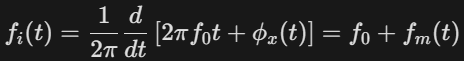 f_i(t) = \frac{1}{2\pi} \frac{d}{dt} [2\pi f_0 t + \phi_x(t)] = f_0 + f_m(t)